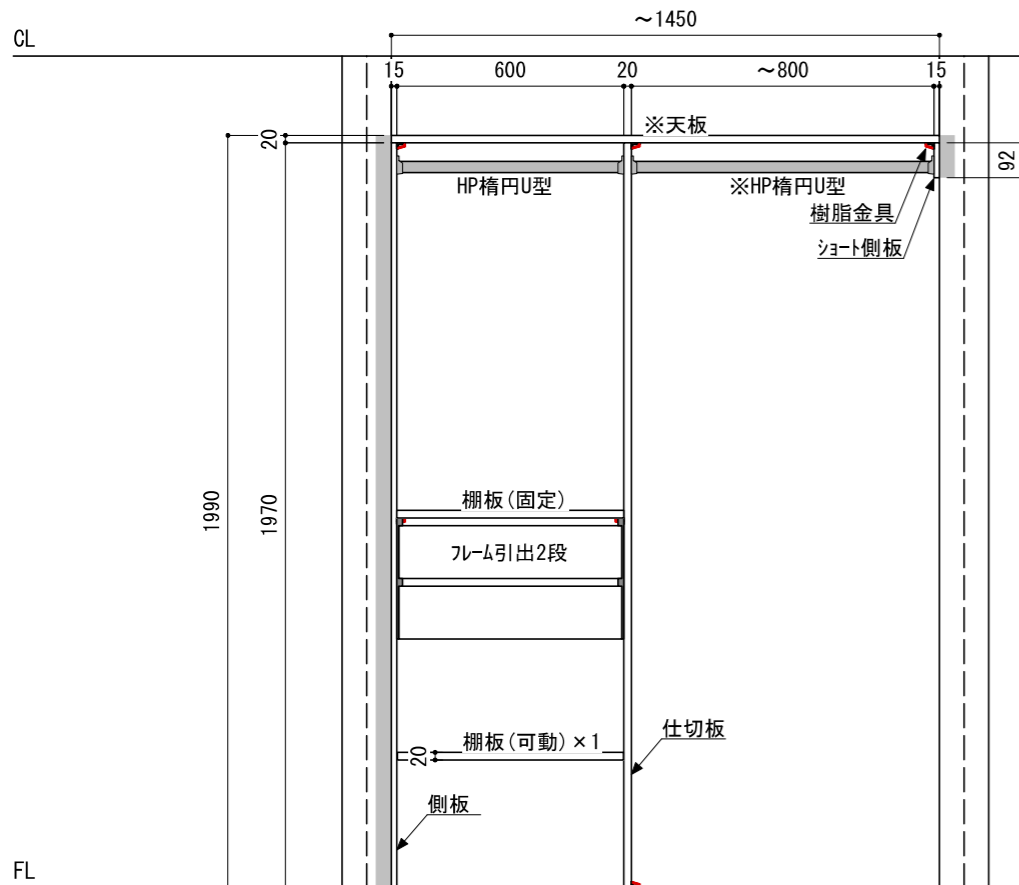 ~1450
CL
15 600 20 ~800 15
※天板
20
92
HP楕円U型 ※HP楕円U型
樹脂金具
ショート側板
棚板(固定)
1990
1970
フレーム引出2段
仕切板
棚板(可動)×1
20
側板
FL